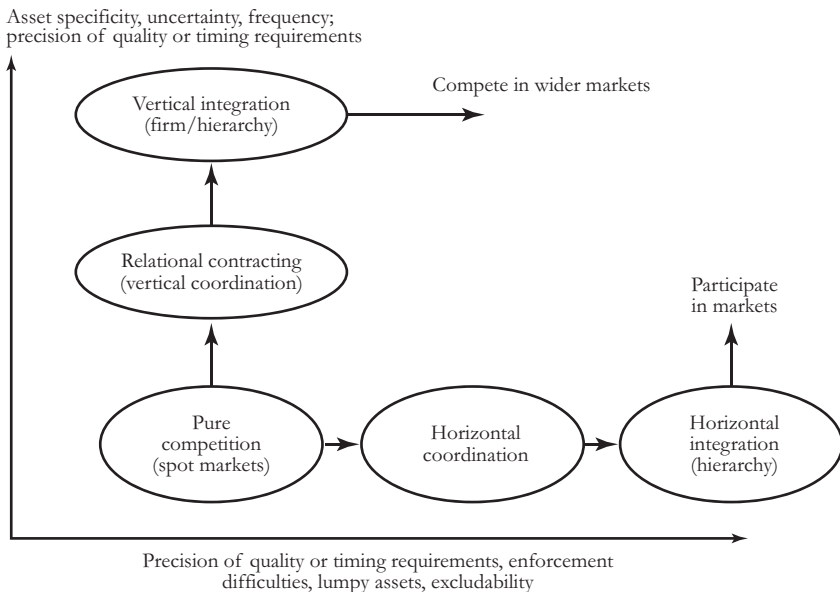 Asset specificity, uncertainty, frequency;
precision of quality or timing requirements
Vertical integration
(firm/hierarchy)
Compete in wider markets
Relational contracting
(vertical coordination)
Participate
in markets
Pure
competition
(spot markets)
Horizontal
coordination
Horizontal
integration
(hierarchy)
Precision of quality or timing requirements, enforcement
difficulties, lumpy assets, excludability